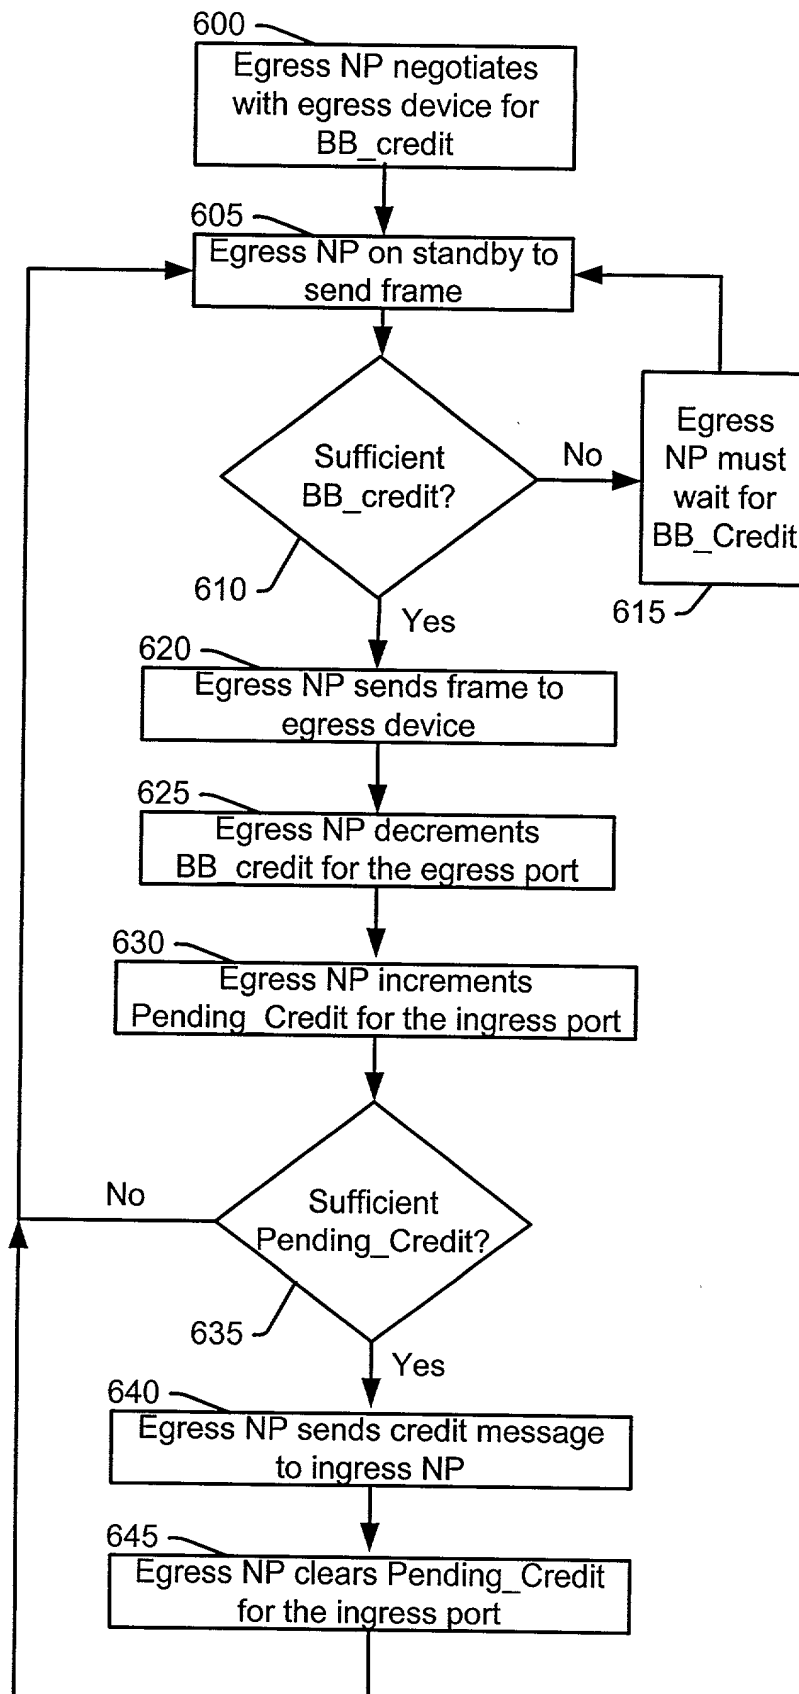 600
Egress NP negotiates
with egress device for
BB_credit
605
Egress NP on standby to
send frame
Sufficient
BB_credit?
No
Egress
NP must
wait for
BB_Credit
610
615
Yes
620
Egress NP sends frame to
egress device
625
Egress NP decrements
BB_credit for the egress port
630
Egress NP increments
Pending_Credit for the ingress port
No
Sufficient
Pending_Credit?
635
Yes
640
Egress NP sends credit message
to ingress NP
645
Egress NP clears Pending_Credit
for the ingress port